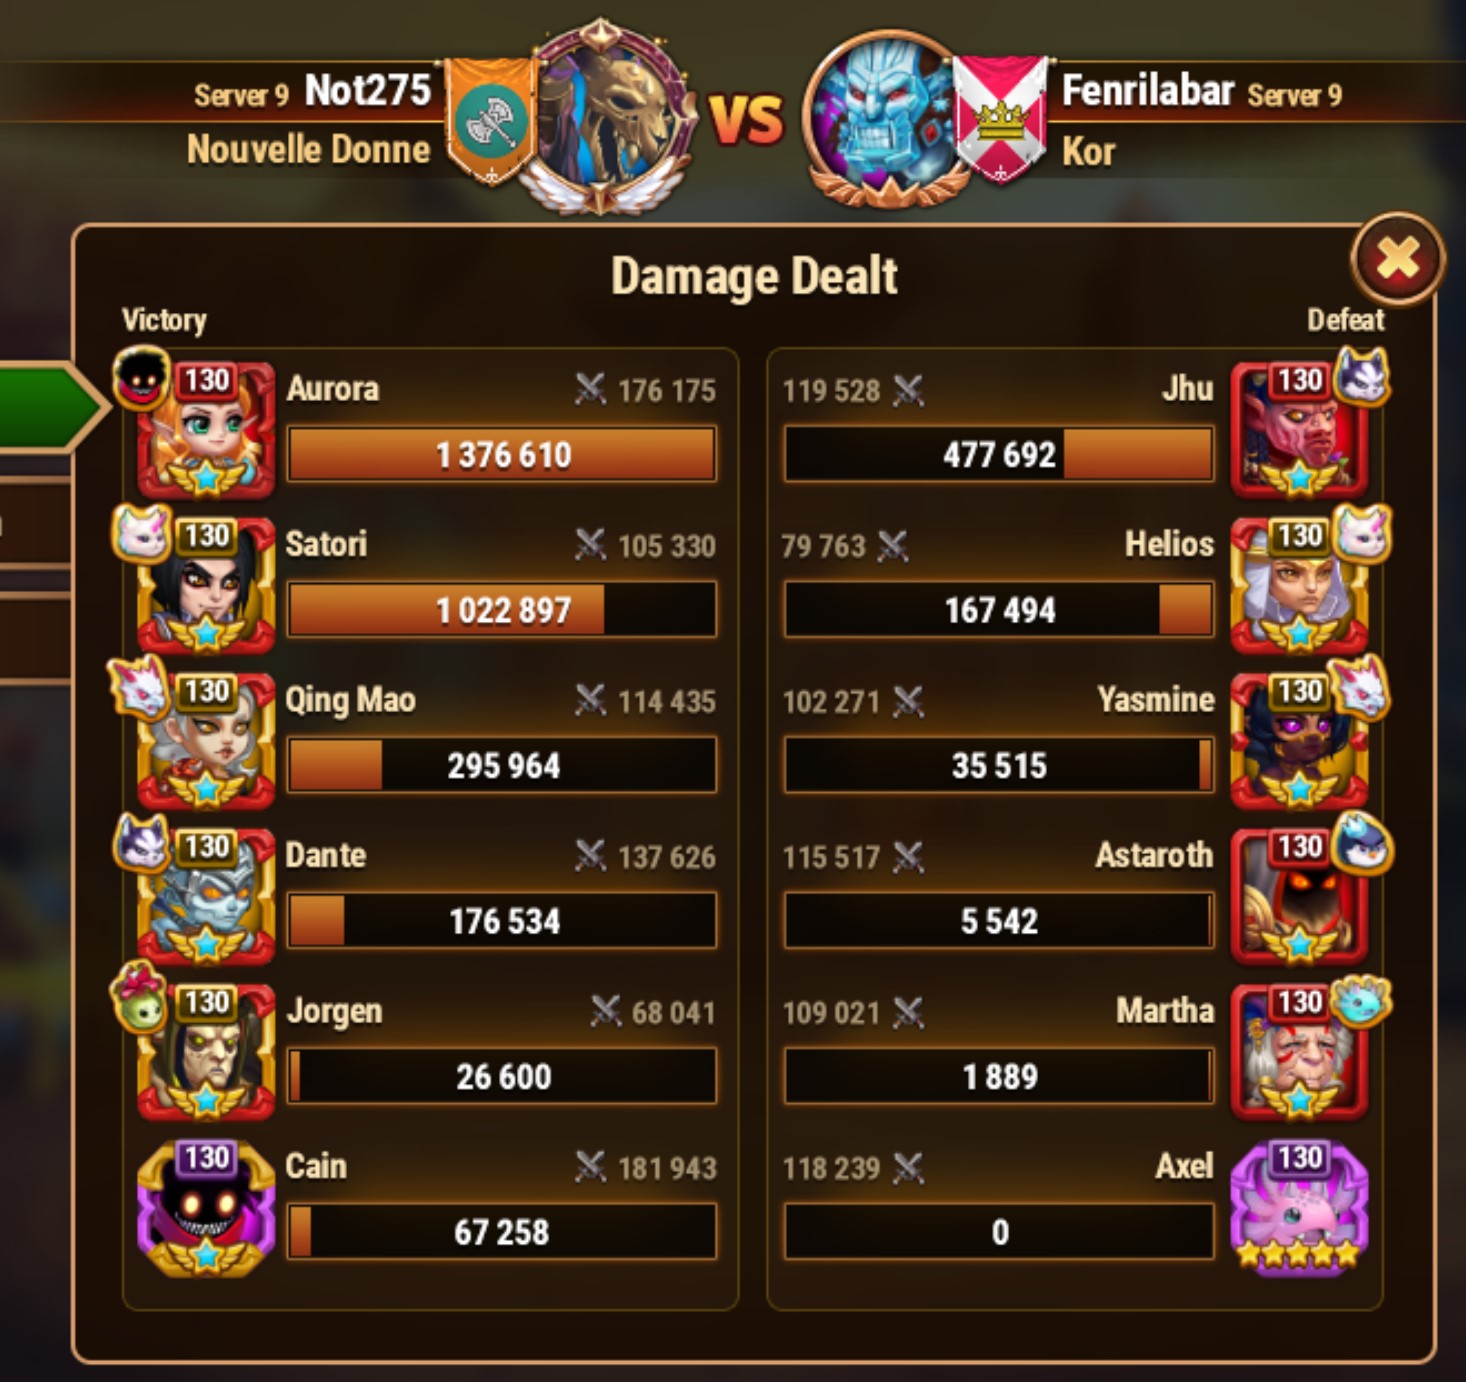 Server 9 Not275
Nouvelle Donne
VS
Fenrilabar Server 9
Kor
Damage Dealt
Victory
Defeat
130 Aurora 176 175
1 376 610
130 Satori 105 330
1 022 897
130 Qing Mao 114 435
295 964
130 Dante 137 626
176 534
130 Jorgen 68 041
26 600
130 Cain 181 943
67 258
119 528 Jhu 130
477 692
79 763 Helios 130
167 494
102 271 Yasmine 130
35 515
115 517 Astaroth 130
5 542
109 021 Martha 130
1 889
118 239 Axel 130
0